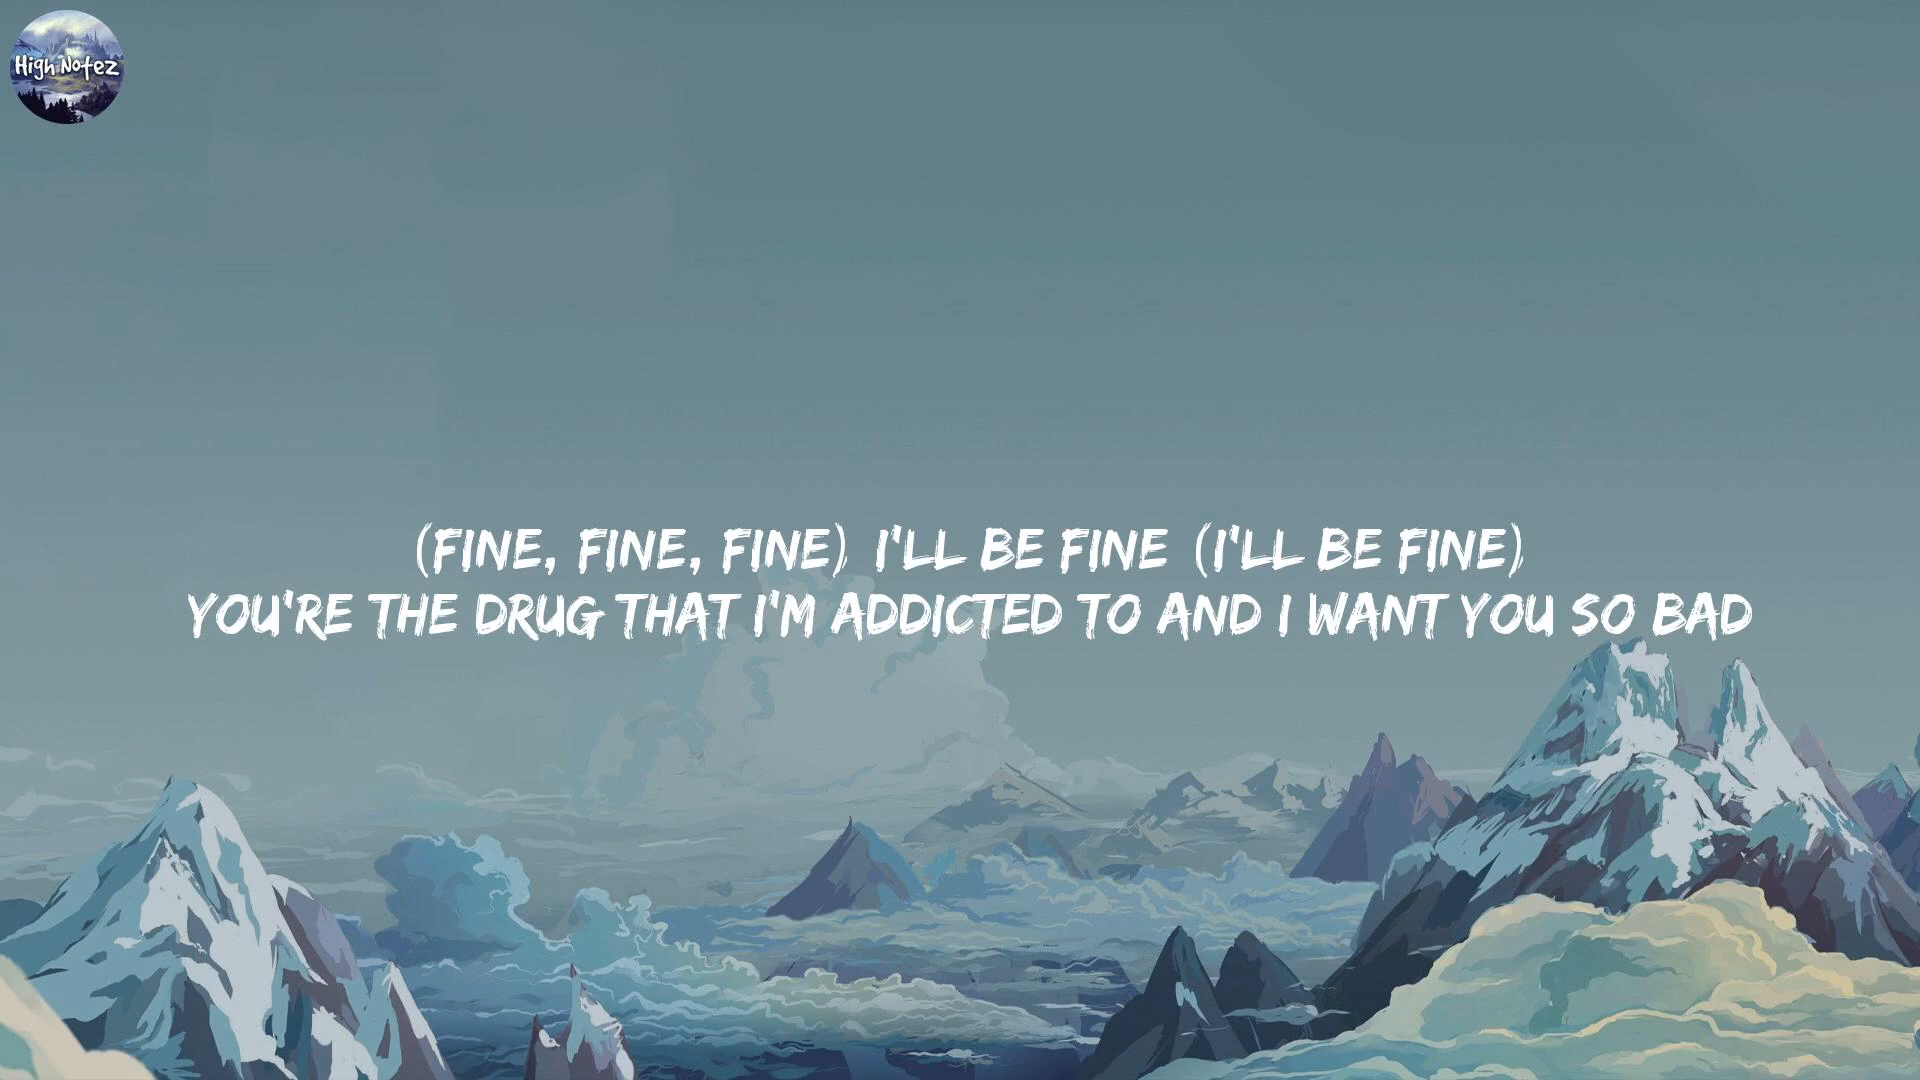 High Notez
(FINE, FINE, FINE) I'LL BE FINE (I'LL BE FINE)
YOU'RE THE DRUG THAT I'M ADDICTED TO AND I WANT YOU SO BAD